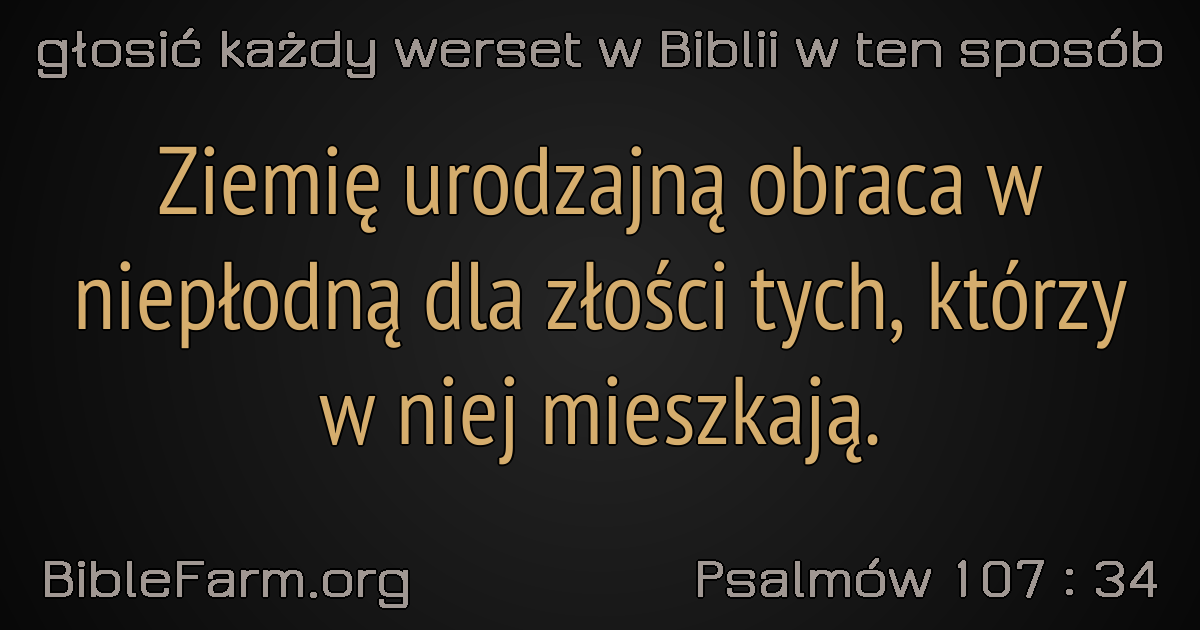 głosić każdy werset w Biblii w ten sposób
Ziemię urodzajną obraca w
niepłodną dla złości tych, którzy
w niej mieszkają.
BibleFarm.org
Psalmów 107 : 34